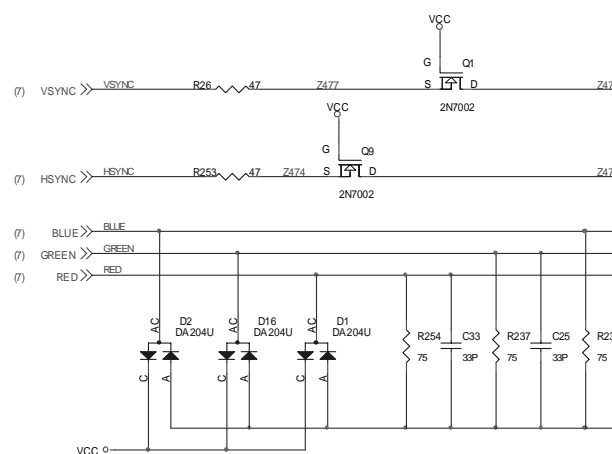 VCC
G Q1
(7) VSYNC VSYNC R26 47 Z477 S D
2N7002
VCC
G Q9
(7) HSYNC HSYNC R253 47 Z474 S D
2N7002
(7) BLUE BLUE
(7) GREEN GREEN
(7) RED RED
AC D2 DA204U AC D16 DA204U AC D1 DA204U
R254 75 C33 33P R237 75 C25 33P 75
C A C A C A
VCC